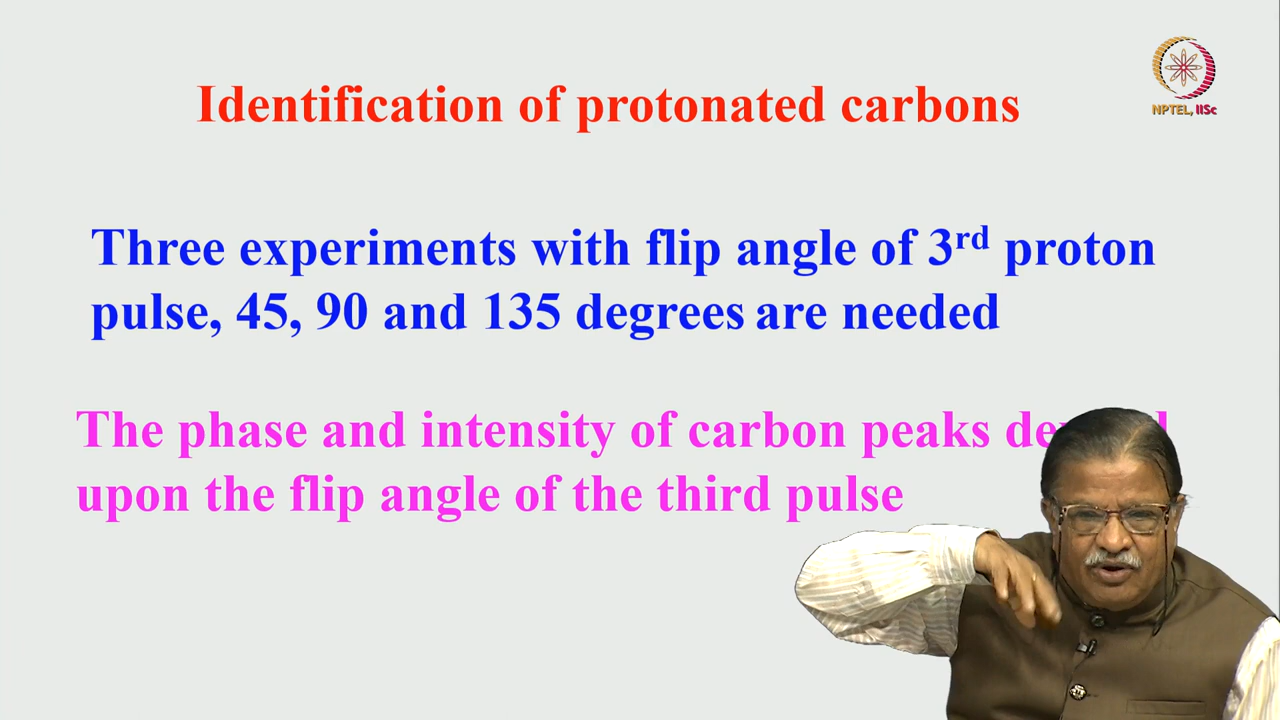 Identification of protonated carbons
NPTEL, IISc
Three experiments with flip angle of 3rd proton
pulse, 45, 90 and 135 degrees are needed
The phase and intensity of carbon peaks
upon the flip angle of the third pulse